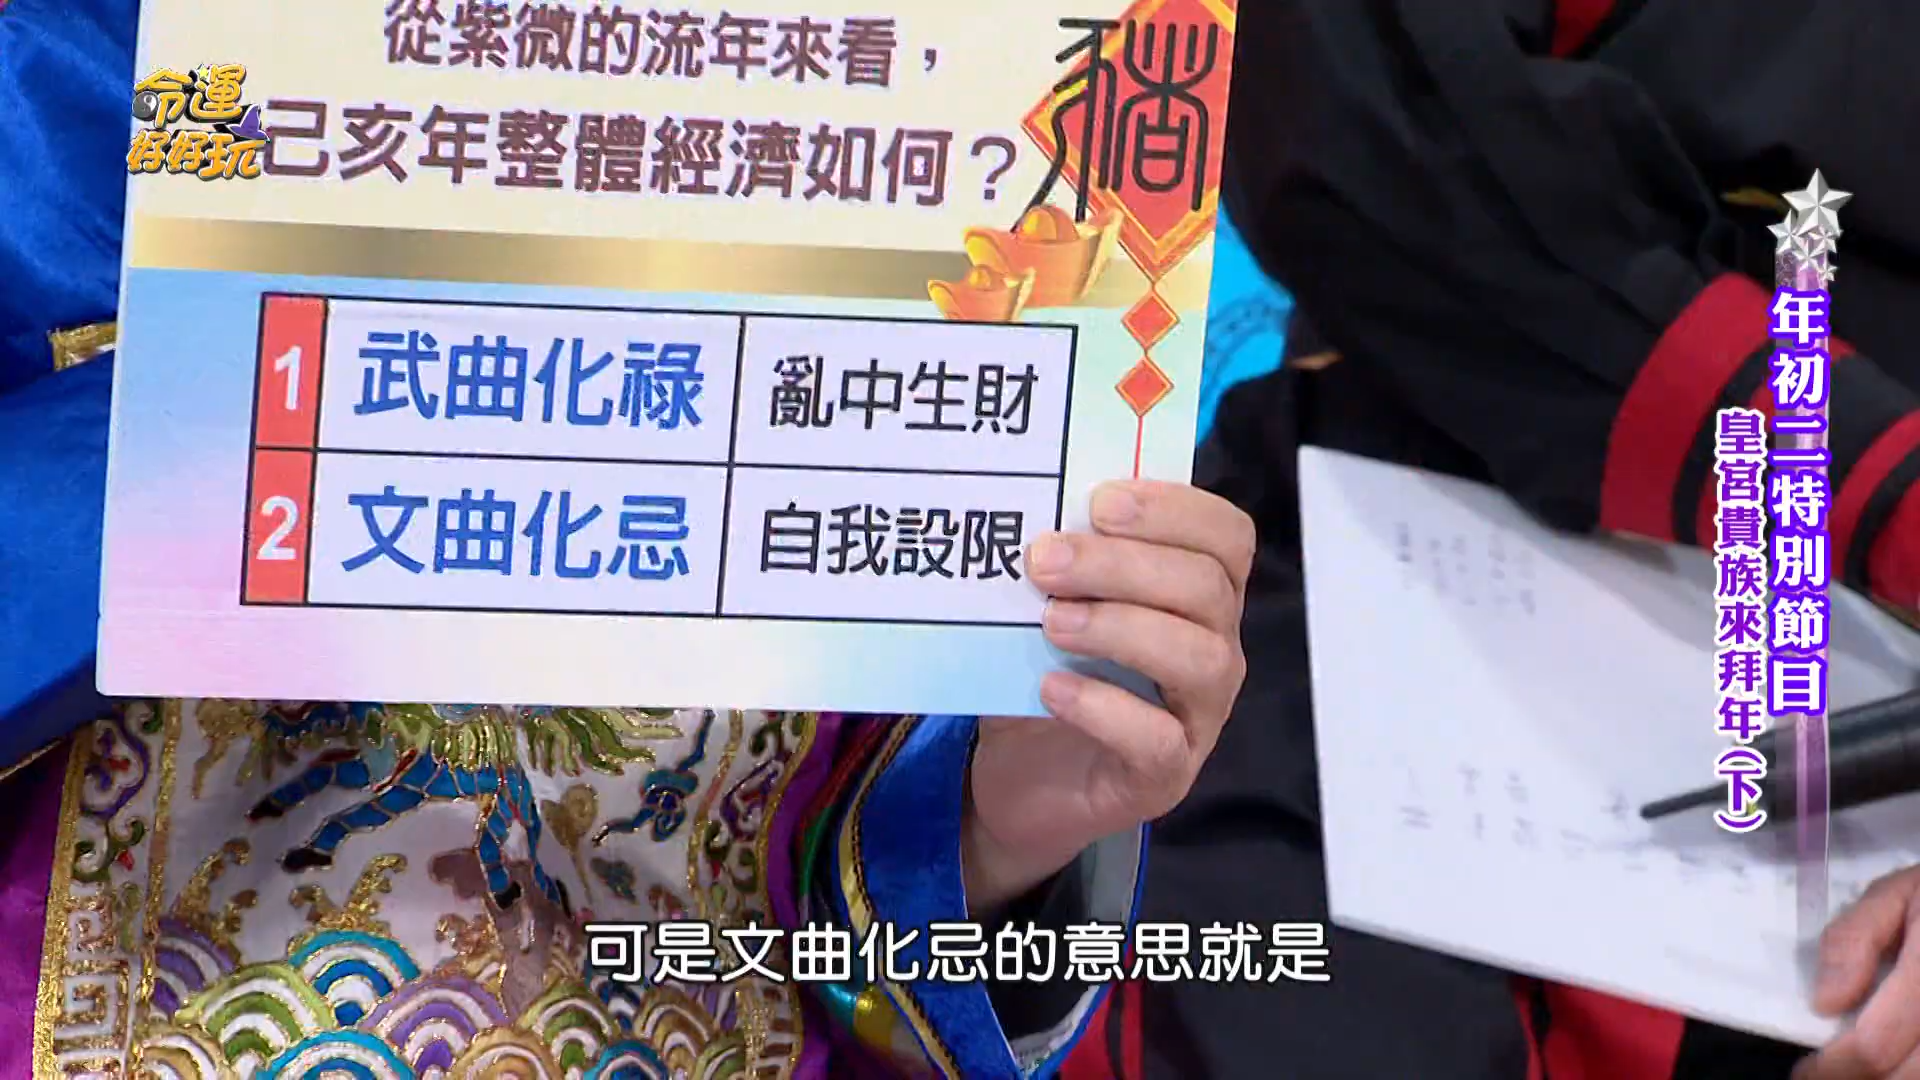 從紫微的流年來看，
己亥年整體經濟如何？
豬
命運
好好玩
1 武曲化祿 亂中生財
2 文曲化忌 自我設限
年初二特別節目
皇宮貴族來拜年(下)
可是文曲化忌的意思就是